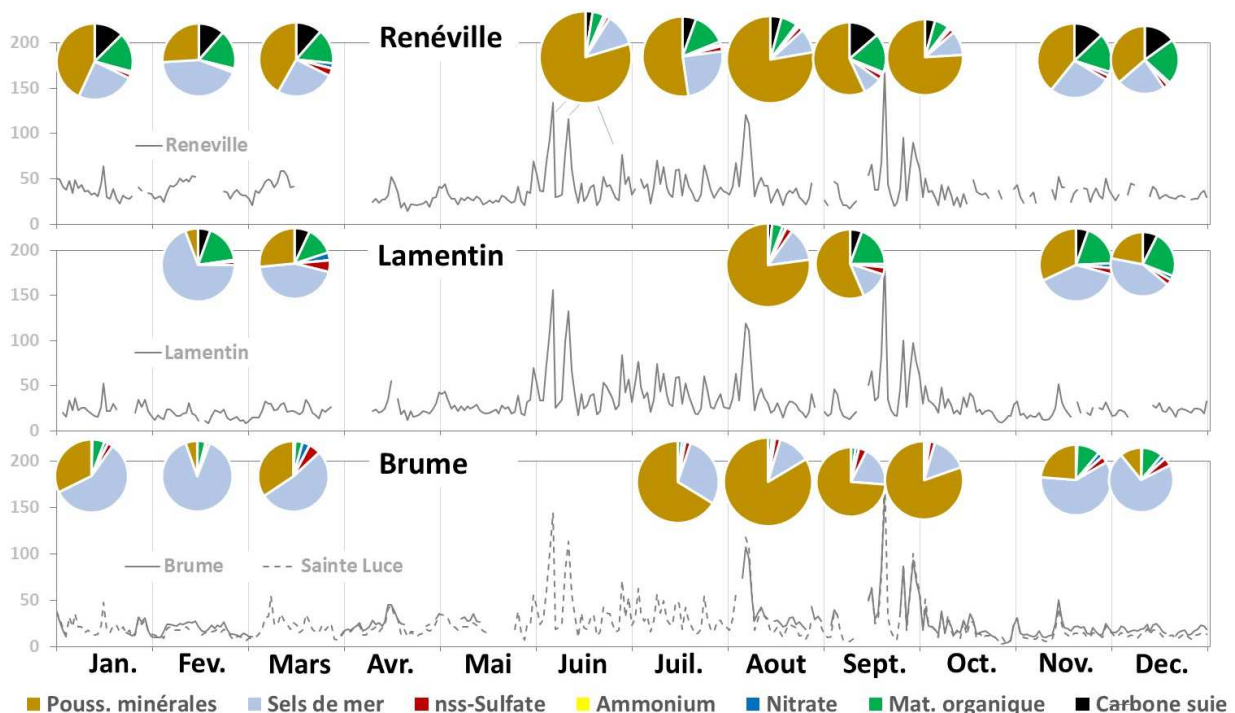 Renéville
200
150
100
50
0
Reneville
Lamentin
200
150
100
50
0
Lamentin
Brume
200
150
100
50
0
Brume Sainte Luce
Jan. Fev. Mars Avr. Mai Juin Juil. Aout Sept. Oct. Nov. Dec.
Pouss. minérales Sels de mer nss-Sulfate Ammonium Nitrate Mat. organique Carbone suie